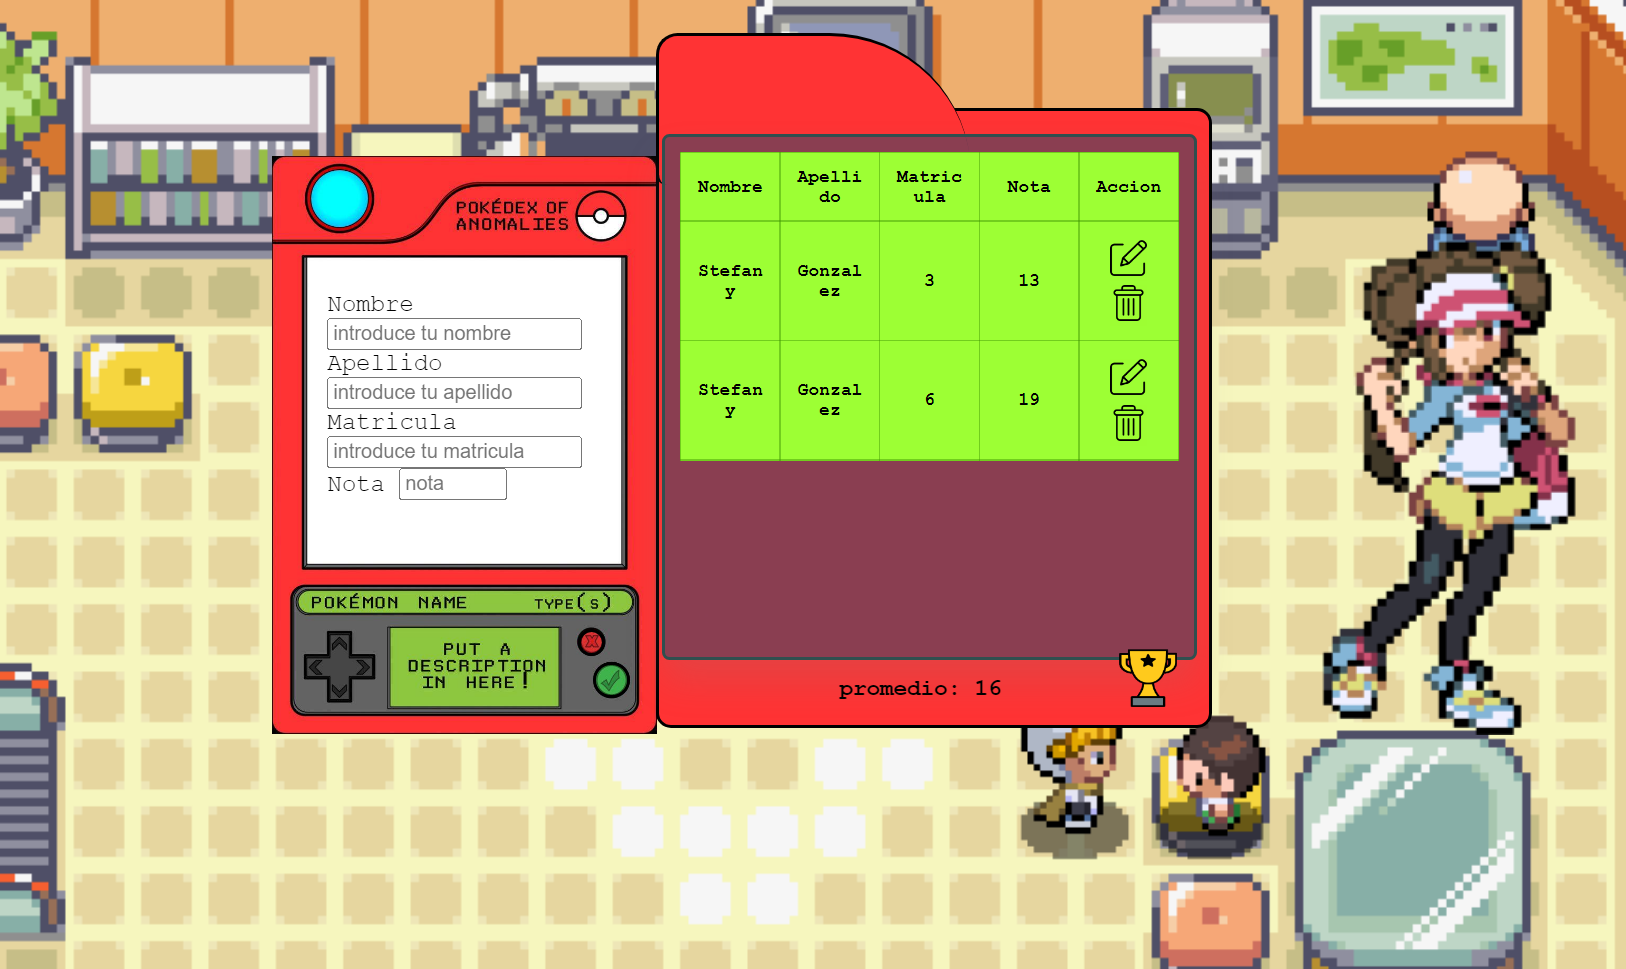 POKÉDEX OF
ANOMALIES
Nombre
introduce tu nombre
Apellido
introduce tu apellido
Matricula
introduce tu matricula
Nota nota
POKÉMON NAME TYPE(S)
PUT A
DESCRIPTION
IN HERE!
Nombre Apelli
do Matric
ula Nota Accion
Stefan
y Gonzal
ez 3 13
Stefan
y Gonzal
ez 6 19
promedio: 16